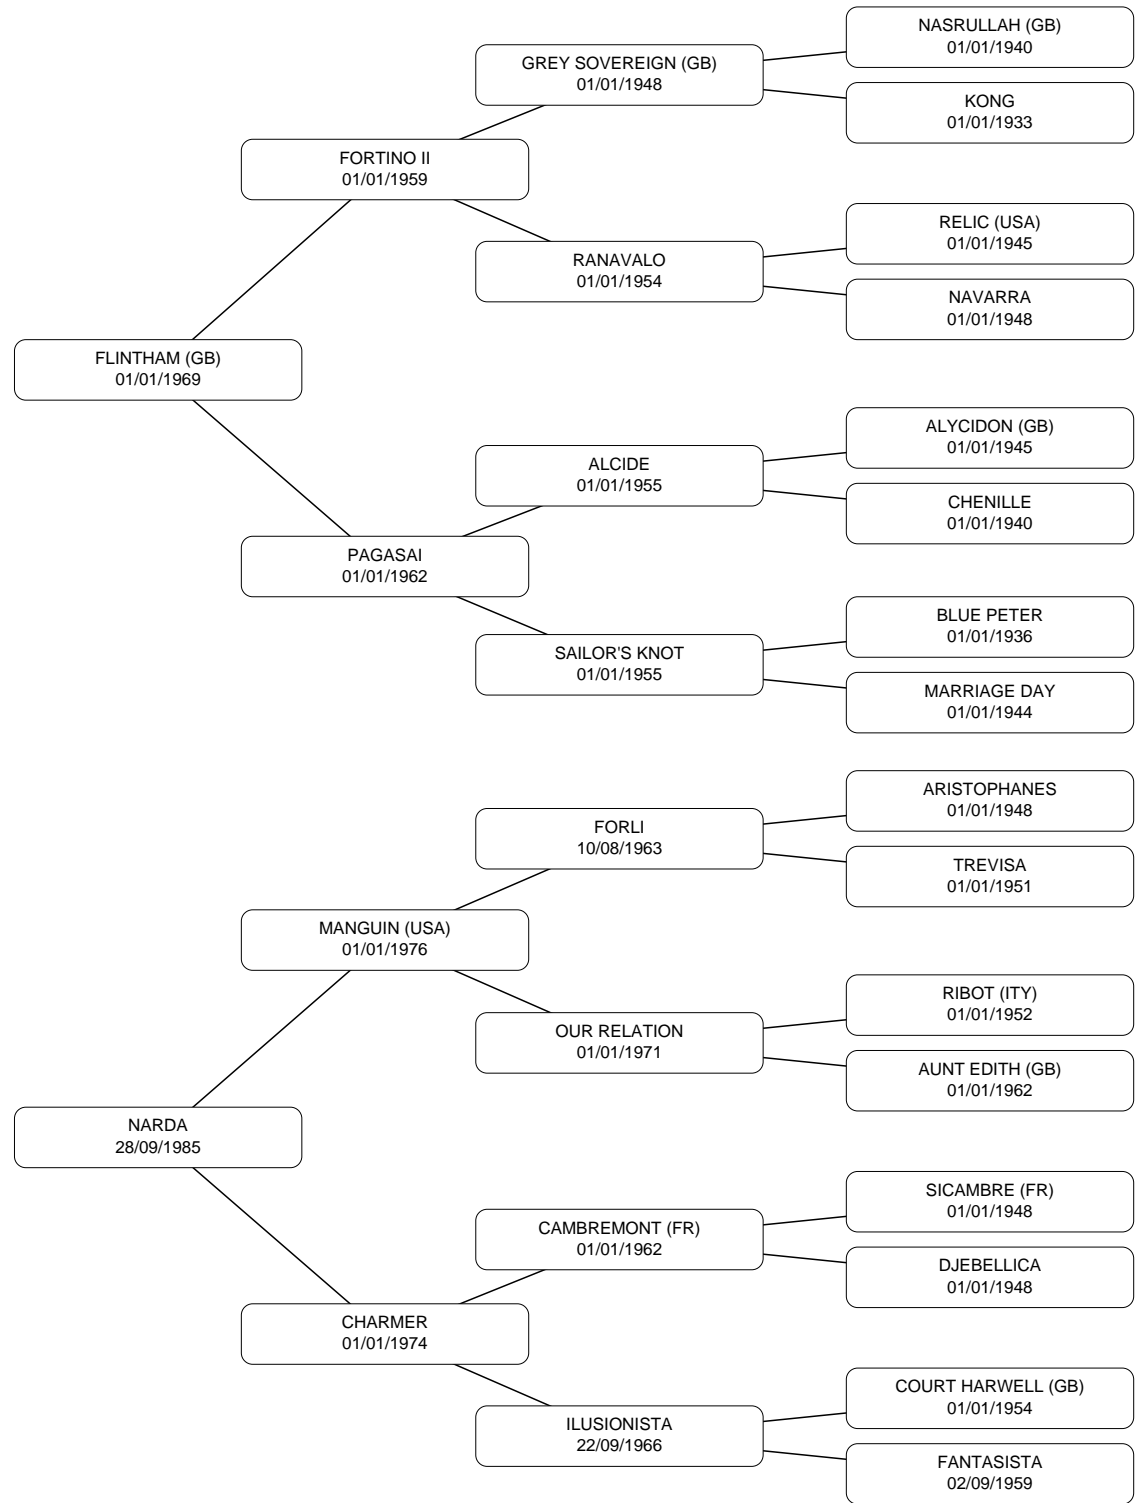 NASRULLAH (GB)
01/01/1940
GREY SOVEREIGN (GB)
01/01/1948
KONG
01/01/1933
FORTINO II
01/01/1959
RELIC (USA)
01/01/1945
RANAVALO
01/01/1954
NAVARRA
01/01/1948
FLINTHAM (GB)
01/01/1969
ALYCIDON (GB)
01/01/1945
ALCIDE
01/01/1955
CHENILLE
01/01/1940
PAGASAI
01/01/1962
BLUE PETER
01/01/1936
SAILOR'S KNOT
01/01/1955
MARRIAGE DAY
01/01/1944
ARISTOPHANES
01/01/1948
FORLI
10/08/1963
TREVISA
01/01/1951
MANGUIN (USA)
01/01/1976
RIBOT (ITY)
01/01/1952
OUR RELATION
01/01/1971
AUNT EDITH (GB)
01/01/1962
NARDA
28/09/1985
SICAMBRE (FR)
01/01/1948
CAMBREMONT (FR)
01/01/1962
DJEBELLICA
01/01/1948
CHARMER
01/01/1974
COURT HARWELL (GB)
01/01/1954
ILUSIONISTA
22/09/1966
FANTASISTA
02/09/1959